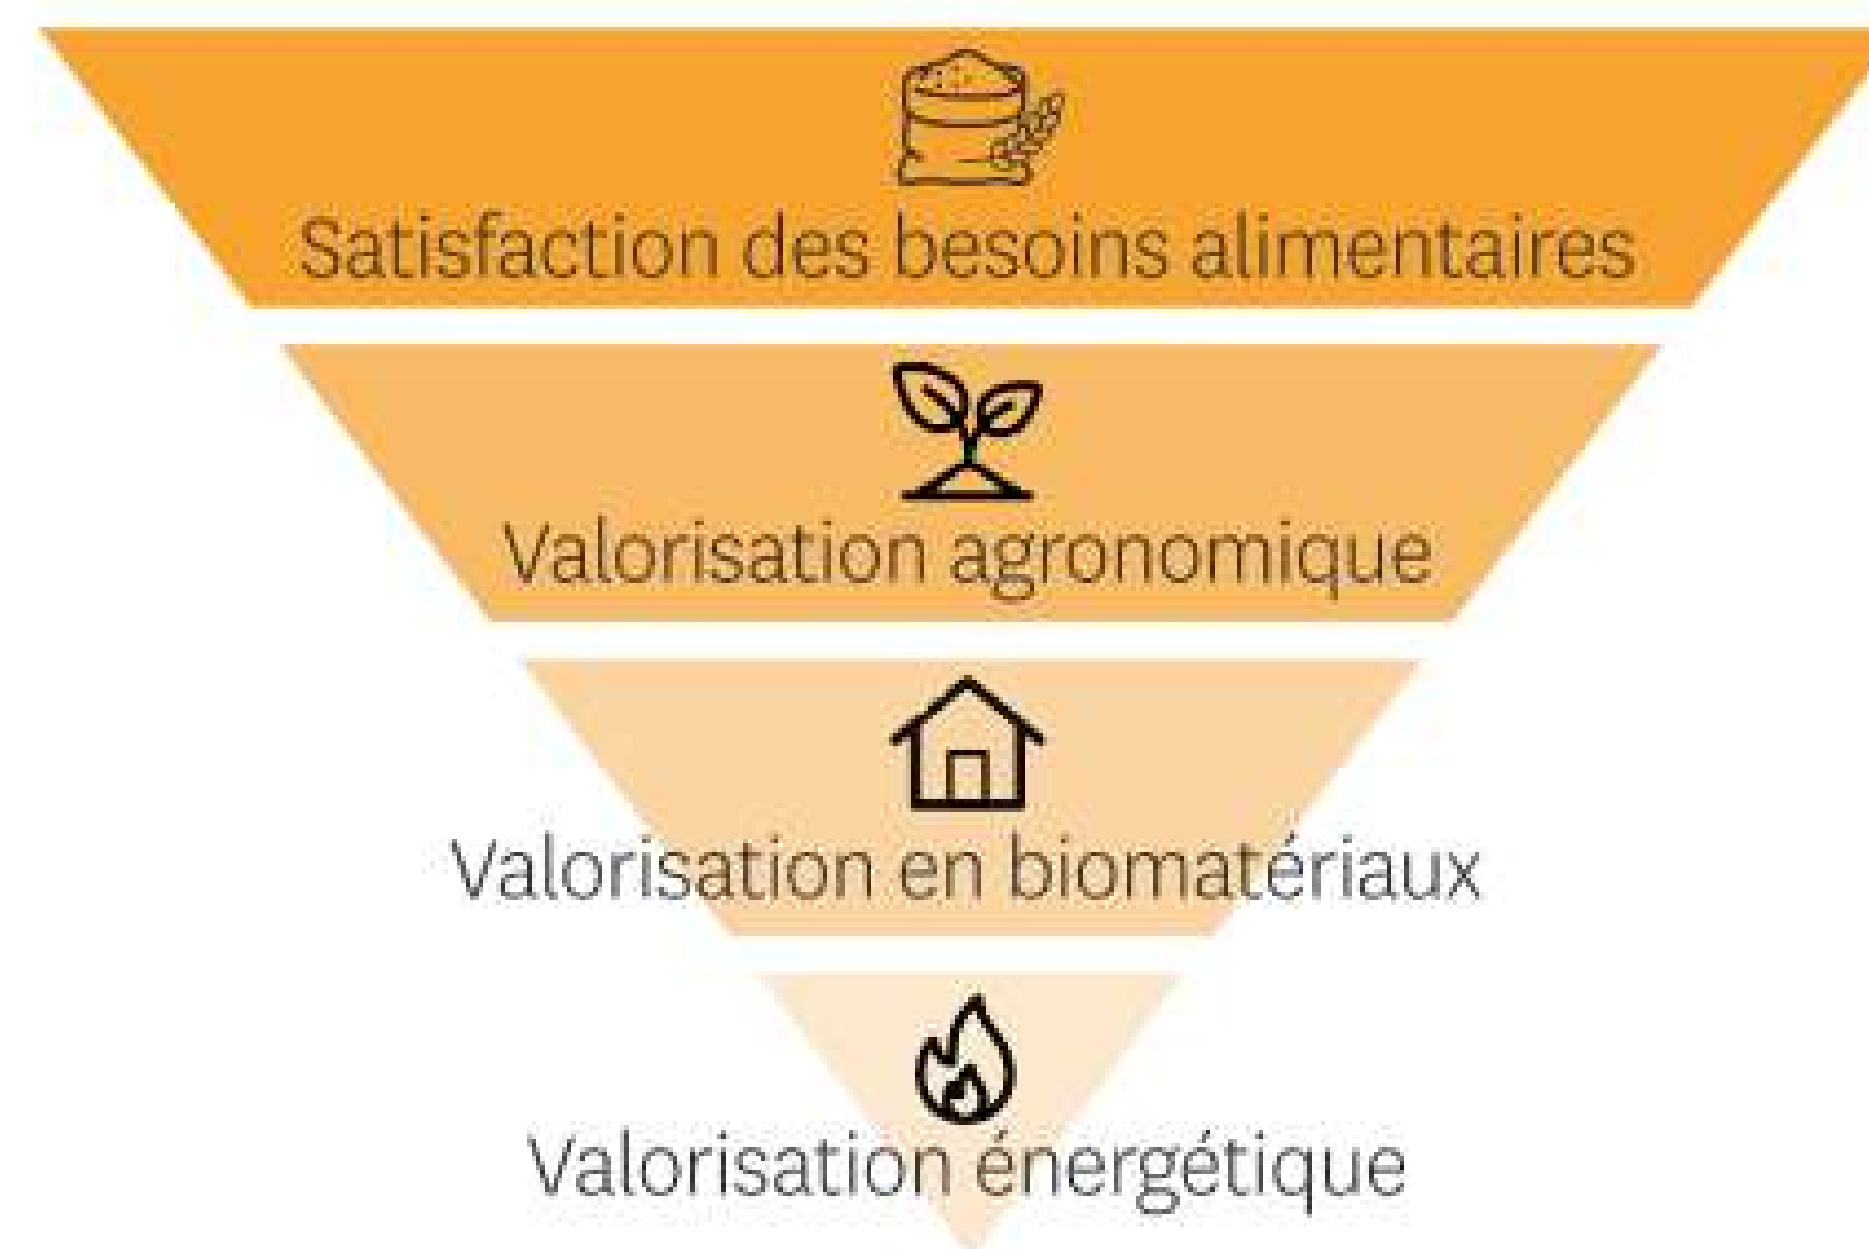 Satisfaction des besoins alimentaires
Valorisation agronomique
Valorisation en biomatériaux
Valorisation énergétique